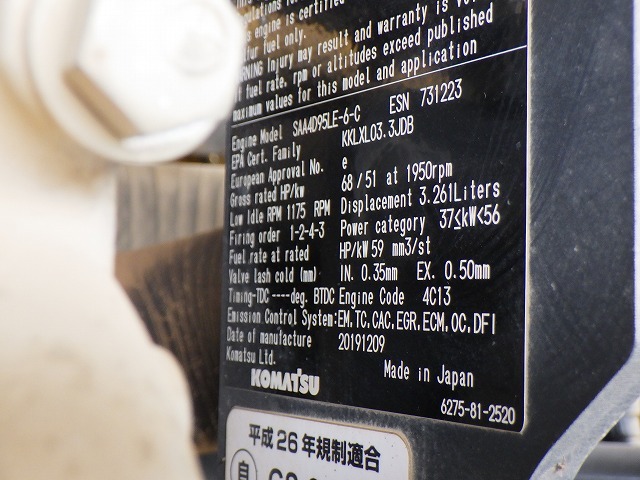 engine is certified
fur fuel only.
WARNING Injury may result and warranty is
if fuel rate, rpm or altitudes exceed published
maximum values for this model and application
Engine Model SAA4D95LE-6-C ESN 731223
EPA Cert. Family KKLXL03.3JDB
European Approval No. e
Gross rated HP/kw 68/51 at 1950rpm
Low Idle RPM 1175 RPM Displacement 3.261Liters
Firing order 1-2-4-3 Power category 37≤kW<56
Fuel rate at rated HP/kW 59 mm3/st
Valve lash cold (mm) IN. 0.35mm EX. 0.50mm
Timing-TDC ----deg. BTDC Engine Code 4C13
Emission Control System:EM,TC,CAC,EGR,ECM,OC,DFI
Date of manufacture 20191209
Komatsu Ltd.
KOMATSU Made in Japan
6275-81-2520
平成26年規制適合
自